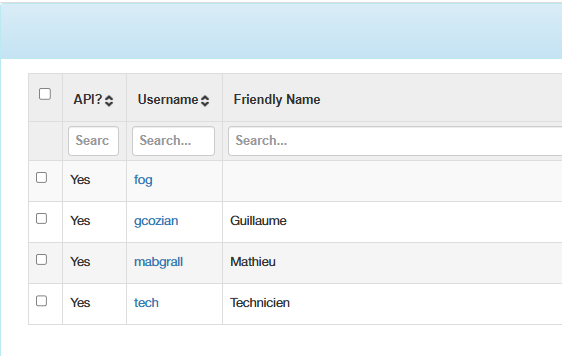 API? Username Friendly Name
Searc Search... Search...
Yes fog
Yes gcozian Guillaume
Yes mabgrall Mathieu
Yes tech Technicien